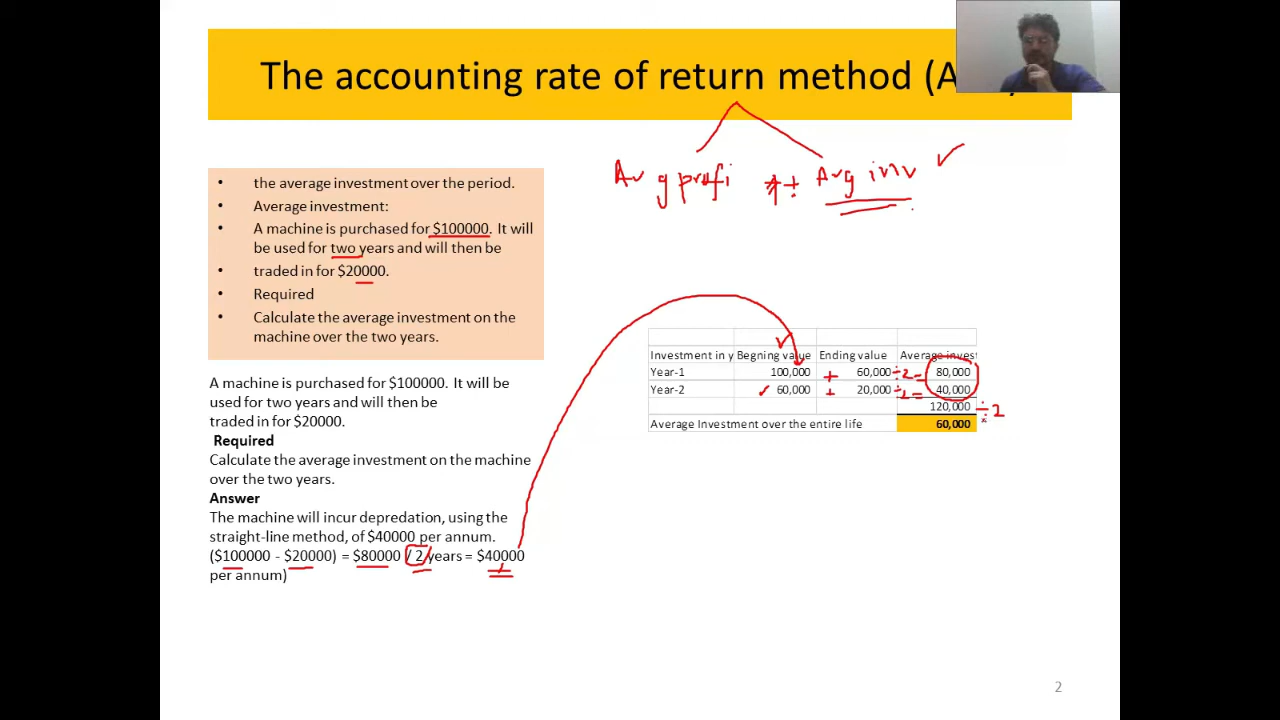 The accounting rate of return method (A
Avg profi ÷ Avg inv
• the average investment over the period.
• Average investment:
• A machine is purchased for $100000. It will
be used for two years and will then be
• traded in for $20000.
• Required
• Calculate the average investment on the
machine over the two years.
A machine is purchased for $100000. It will be
used for two years and will then be
traded in for $20000.
Required
Calculate the average investment on the machine
over the two years.
Answer
The machine will incur depredation, using the
straight-line method, of $40000 per annum.
($100000 - $20000) = $80000 / 2 years = $40000
per annum)
Investment in y Begning value Ending value Average invest
Year-1 100,000 + 60,000 ÷2= 80,000
Year-2 60,000 + 20,000 ÷2= 40,000
120,000 ÷2
Average Investment over the entire life 60,000
2